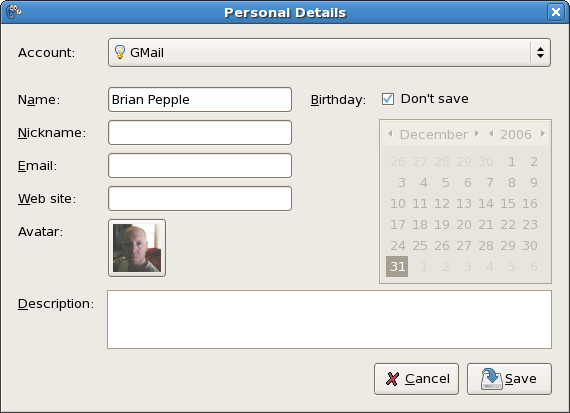 Personal Details
Account: GMail
Name: Brian Pepple Birthday: Don't save
Nickname:
December 2006
Email:
26 27 28 29 30 1 2
3 4 5 6 7 8 9
Web site:
10 11 12 13 14 15 16
17 18 19 20 21 22 23
Avatar:
24 25 26 27 28 29 30
31 1 2 3 4 5 6
Description:
Cancel Save